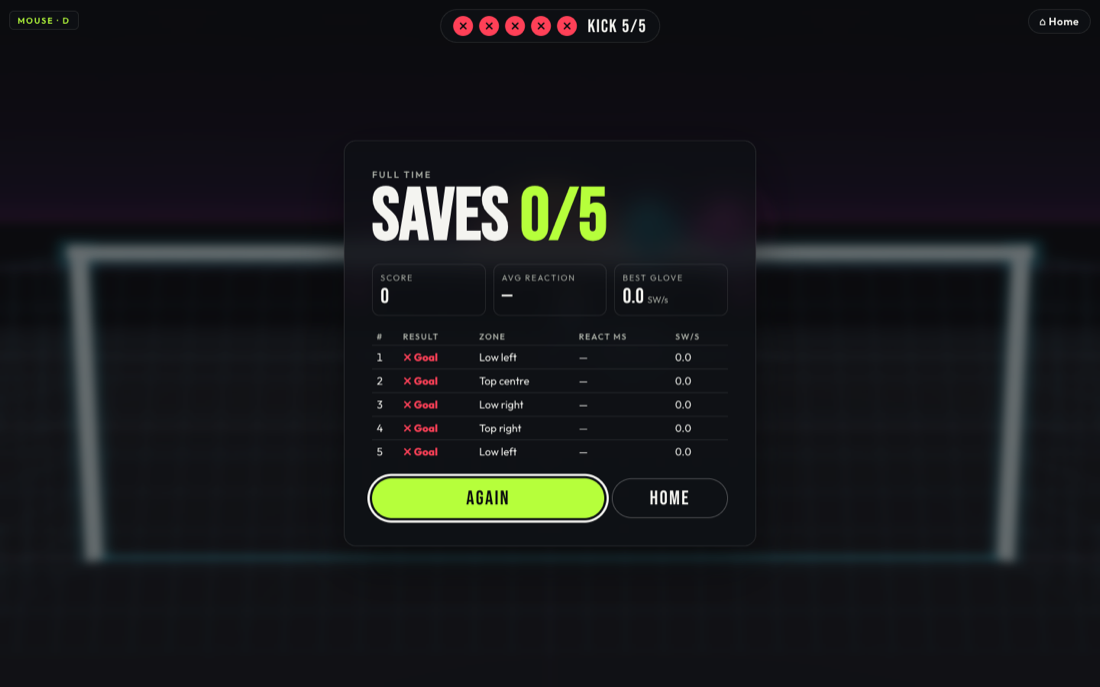 MOUSE · D
× × × × × KICK 5/5
⌂ Home
FULL TIME
SAVES 0/5
SCORE AVG REACTION BEST GLOVE
0 — 0.0 SW/s
# RESULT ZONE REACT MS SW/S
1 ✕ Goal Low left — 0.0
2 ✕ Goal Top centre — 0.0
3 ✕ Goal Low right — 0.0
4 ✕ Goal Top right — 0.0
5 ✕ Goal Low left — 0.0
AGAIN HOME